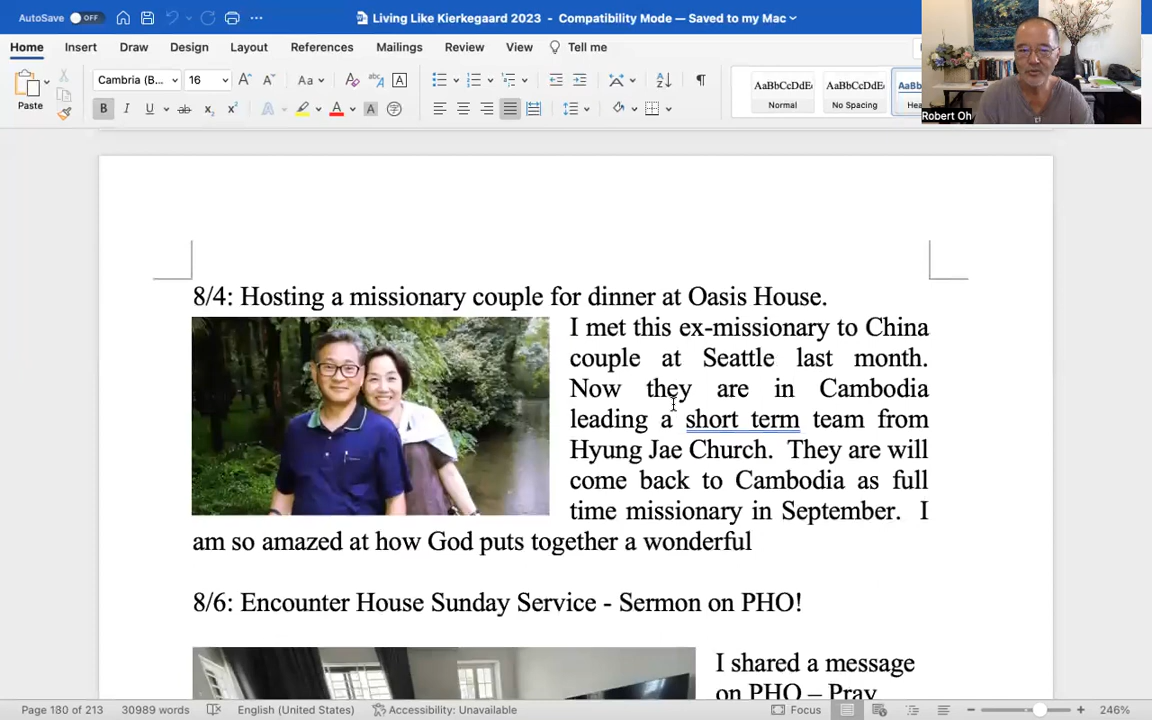 AutoSave OFF
Living Like Kierkegaard 2023 - Compatibility Mode — Saved to my Mac
Home Insert Draw Design Layout References Mailings Review View Tell me
Cambria (B... 16
Paste
AaBbCcDdE AaBbCcDdE AaBb
Normal No Spacing Hea
Robert Oh
8/4: Hosting a missionary couple for dinner at Oasis House.
I met this ex-missionary to China
couple at Seattle last month.
Now they are in Cambodia
leading a short term team from
Hyung Jae Church. They are will
come back to Cambodia as full
time missionary in September. I
am so amazed at how God puts together a wonderful
8/6: Encounter House Sunday Service - Sermon on PHO!
I shared a message
on PHO – Pray
Page 180 of 213 30989 words English (United States) Accessibility: Unavailable Focus 246%